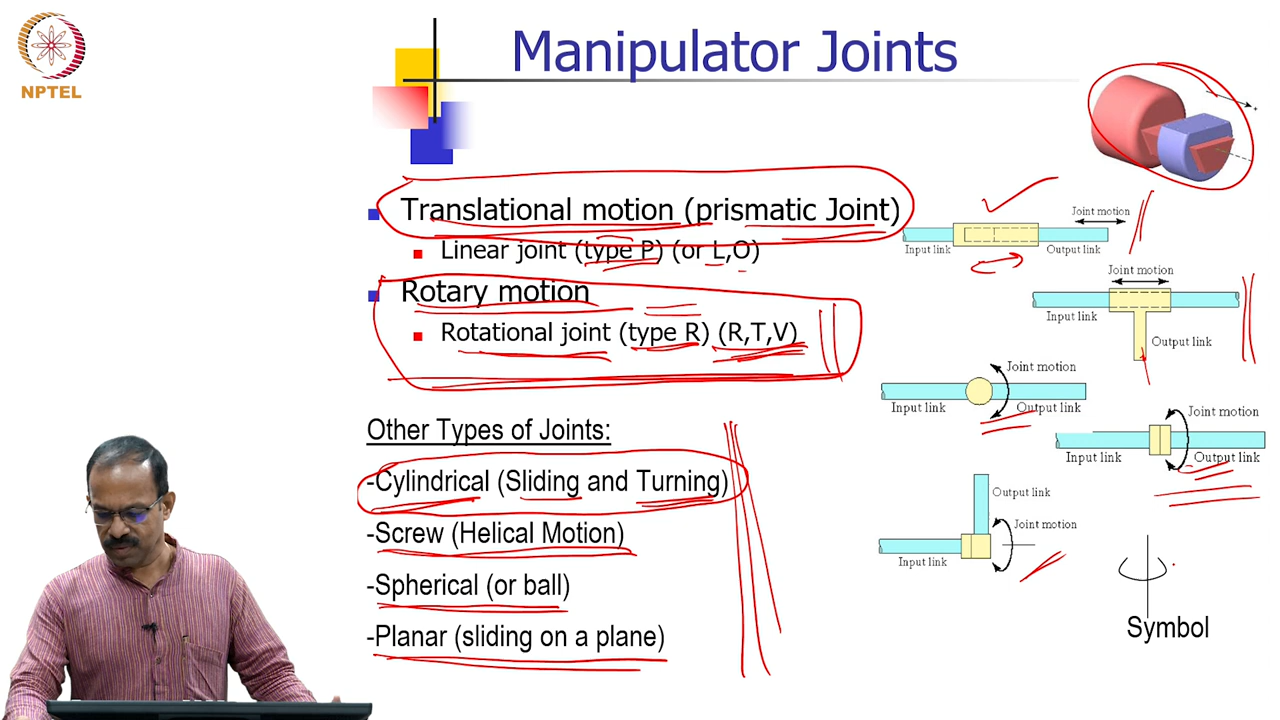 NPTEL
Manipulator Joints
Translational motion (prismatic Joint)
Linear joint (type P) (or L,O)
Rotary motion
Rotational joint (type R) (R,T,V)
Other Types of Joints:
-Cylindrical (Sliding and Turning)
-Screw (Helical Motion)
-Spherical (or ball)
-Planar (sliding on a plane)
Joint motion
Input link
Output link
Joint motion
Input link
Output link
Joint motion
Input link
Output link
Joint motion
Input link
Output link
Output link
Joint motion
Input link
Symbol